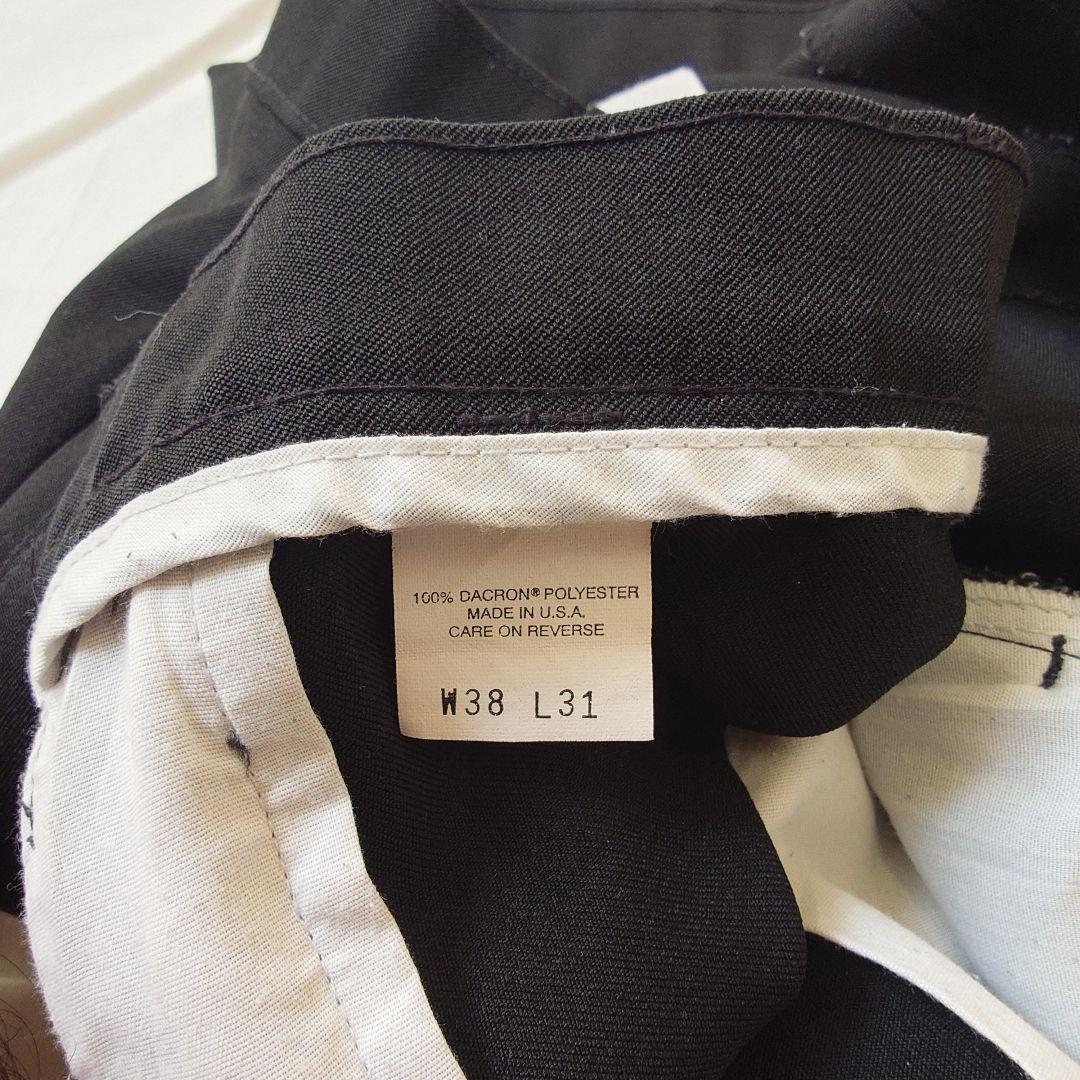 100% DACRON® POLYESTER
MADE IN U.S.A.
CARE ON REVERSE
W38 L31